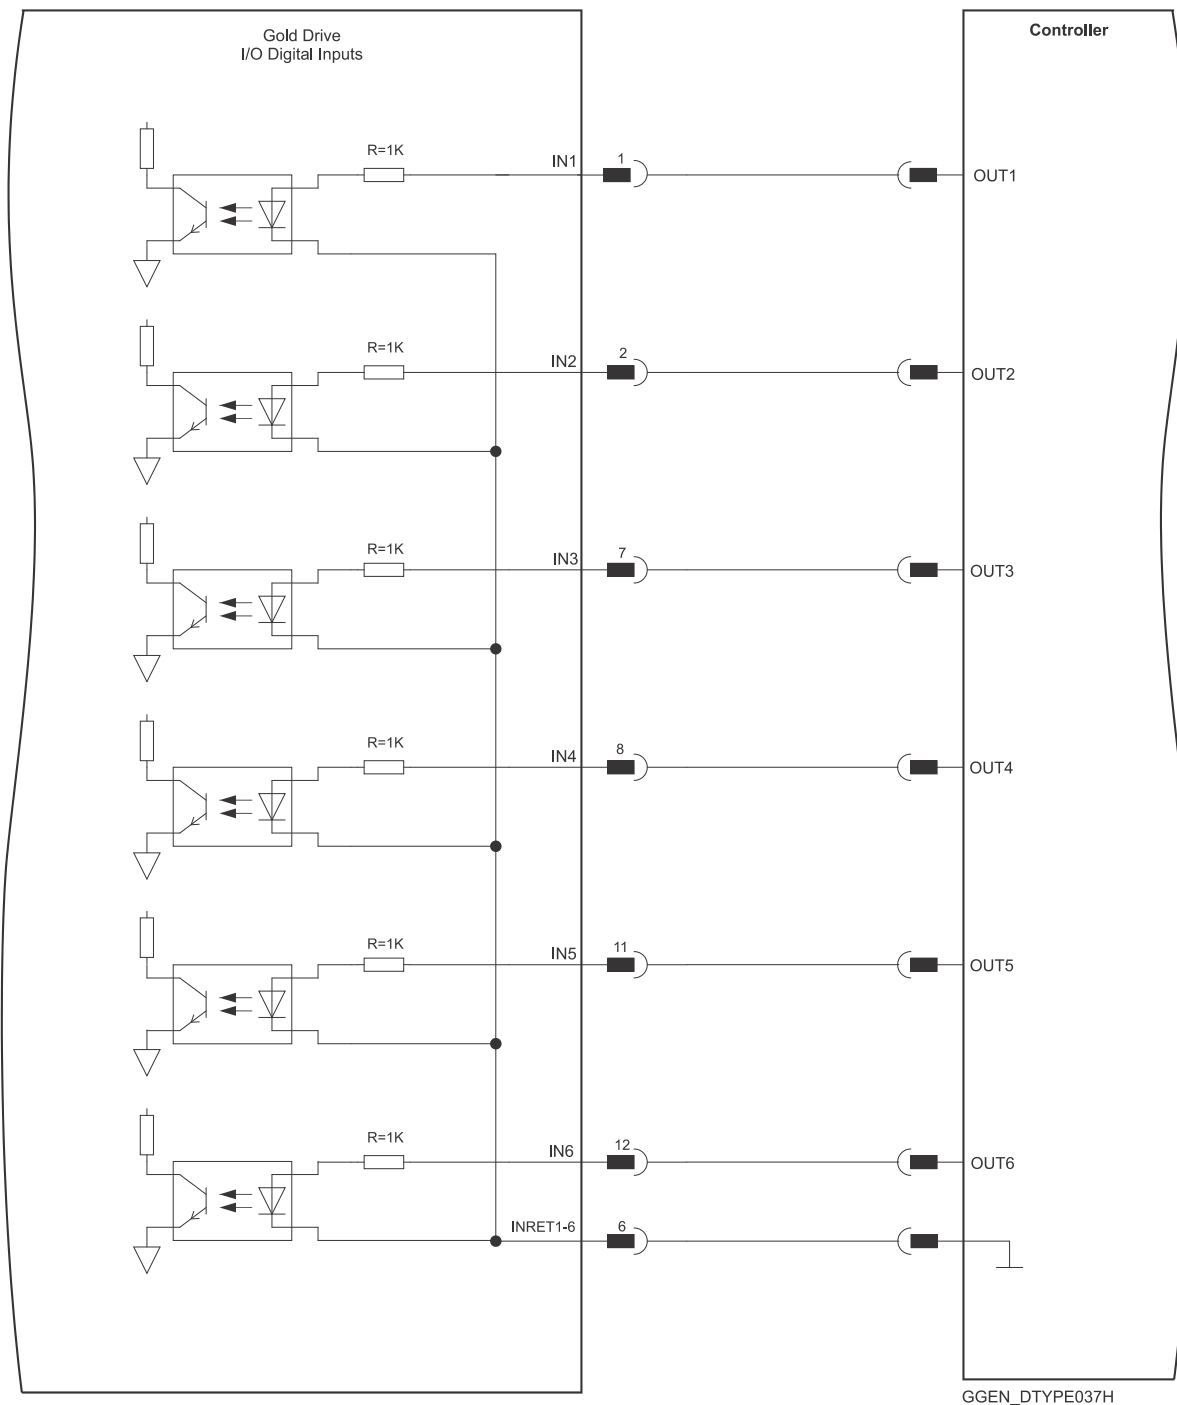 Gold Drive
I/O Digital Inputs
Controller
R=1K
IN1
1
OUT1
R=1K
IN2
2
OUT2
R=1K
IN3
7
OUT3
R=1K
IN4
8
OUT4
R=1K
IN5
11
OUT5
R=1K
IN6
12
OUT6
INRET1-6
6
GGEN_DTYPE037H